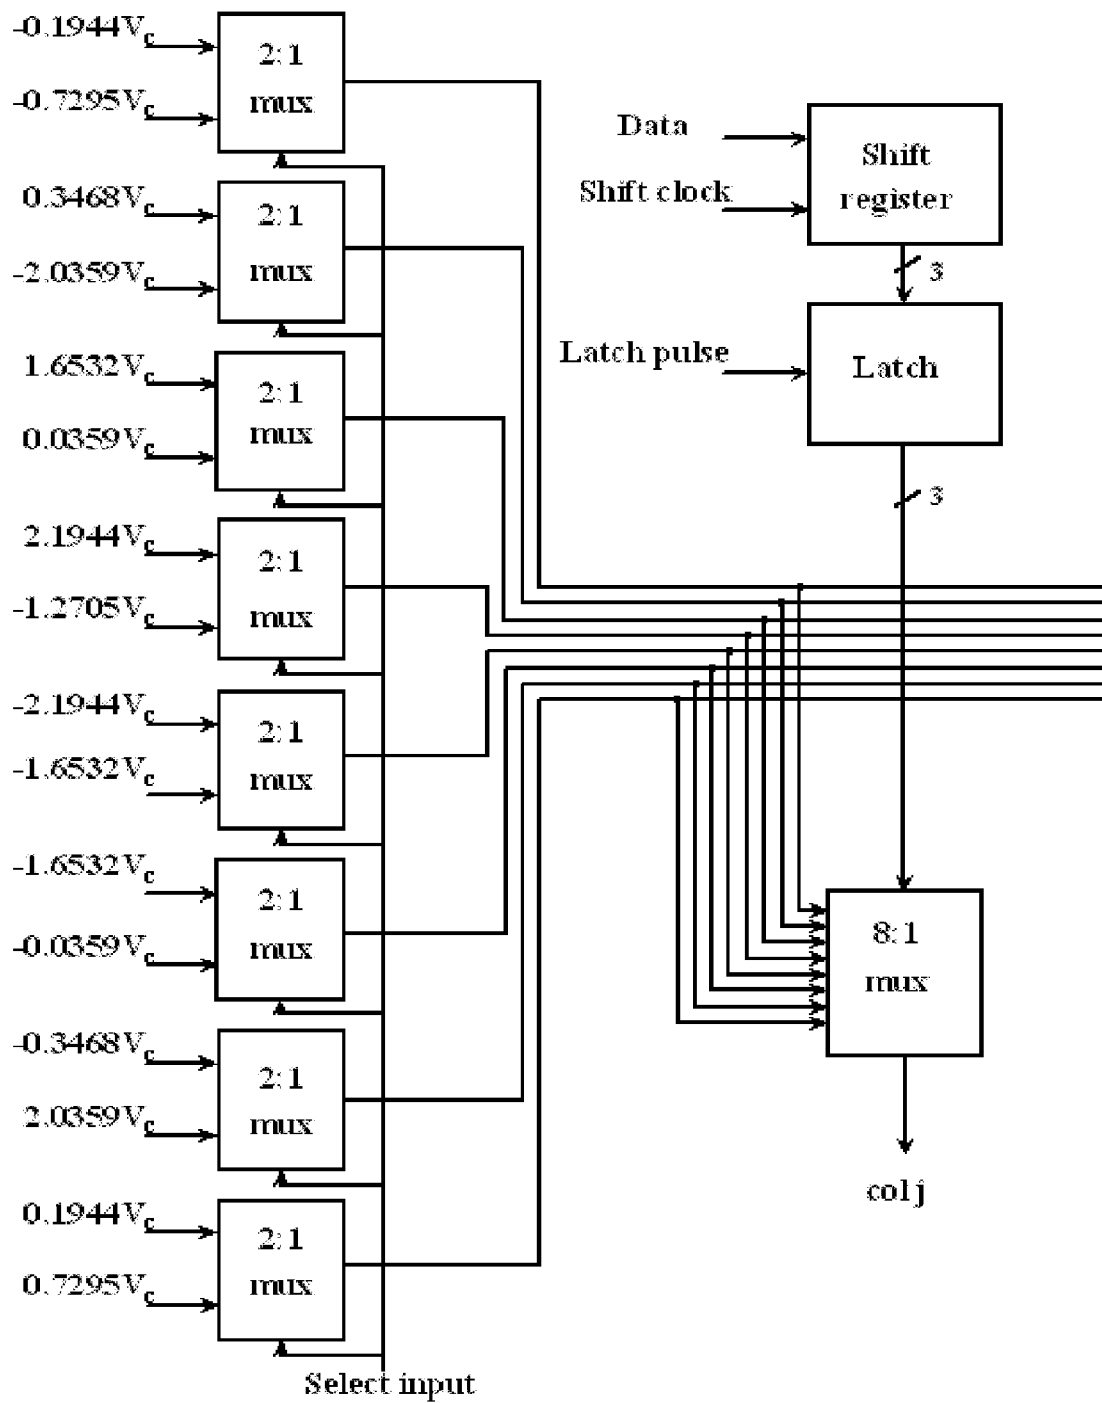 -0.1944Vc
-0.7295Vc
2:1
mux
0.3468Vc
-2.0359Vc
2:1
mux
1.6532Vc
0.0359Vc
2:1
mux
2.1944Vc
-1.2705Vc
2:1
mux
-2.1944Vc
-1.6532Vc
2:1
mux
-1.6532Vc
-0.0359Vc
2:1
mux
-0.3468Vc
2.0359Vc
2:1
mux
0.1944Vc
0.7295Vc
2:1
mux
Select input
Data
Shift clock
Shift
register
3
Latch pulse
Latch
3
8:1
mux
col j